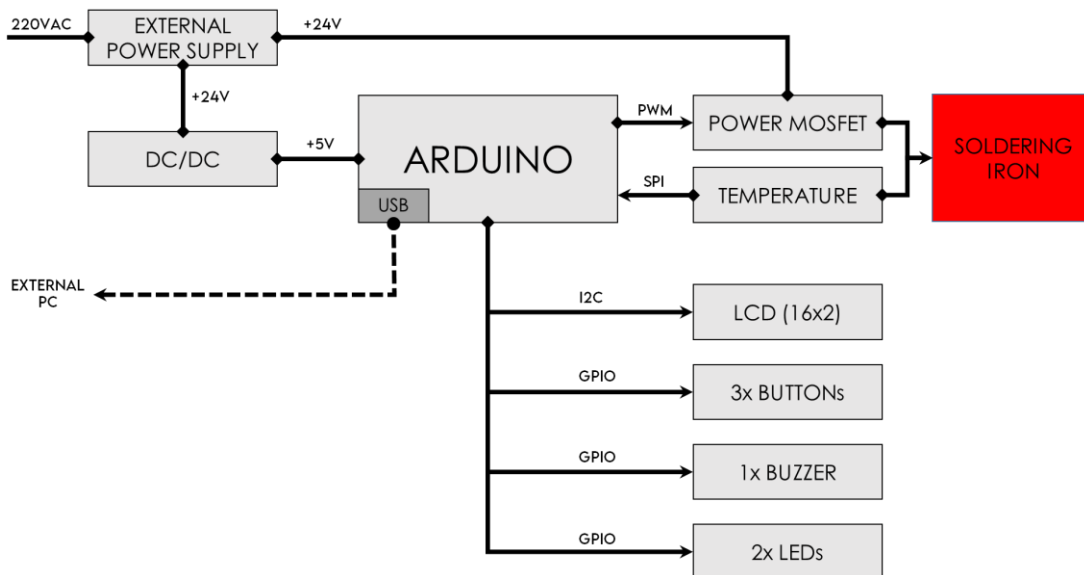 220VAC
EXTERNAL
POWER SUPPLY
+24V
+24V
DC/DC
+5V
ARDUINO
USB
PWM
POWER MOSFET
SPI
TEMPERATURE
SOLDERING
IRON
EXTERNAL
PC
I2C
LCD (16x2)
GPIO
3x BUTTONs
GPIO
1x BUZZER
GPIO
2x LEDs